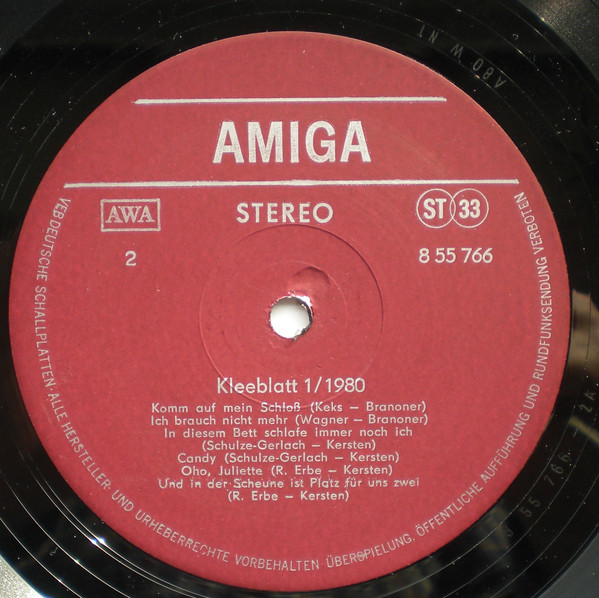 AMIGA
AWA
STEREO
ST 33
2
8 55 766
Kleeblatt 1/1980
Komm auf mein Schloß (Keks – Branoner)
Ich brauch nicht mehr (Wagner – Branoner)
In diesem Bett schlafe immer noch ich
(Schulze-Gerlach – Kersten)
Candy (Schulze-Gerlach – Kersten)
Oho, Juliette (R. Erbe – Kersten)
Und in der Scheune ist Platz für uns zwei
(R. Erbe – Kersten)
VEB DEUTSCHE SCHALLPLATTEN · ALLE HERSTELLER- UND URHEBERRECHTE VORBEHALTEN ÜBERSPIELUNG, ÖFFENTLICHE AUFFÜHRUNG UND RUNDFUNKSENDUNG VERBOTEN